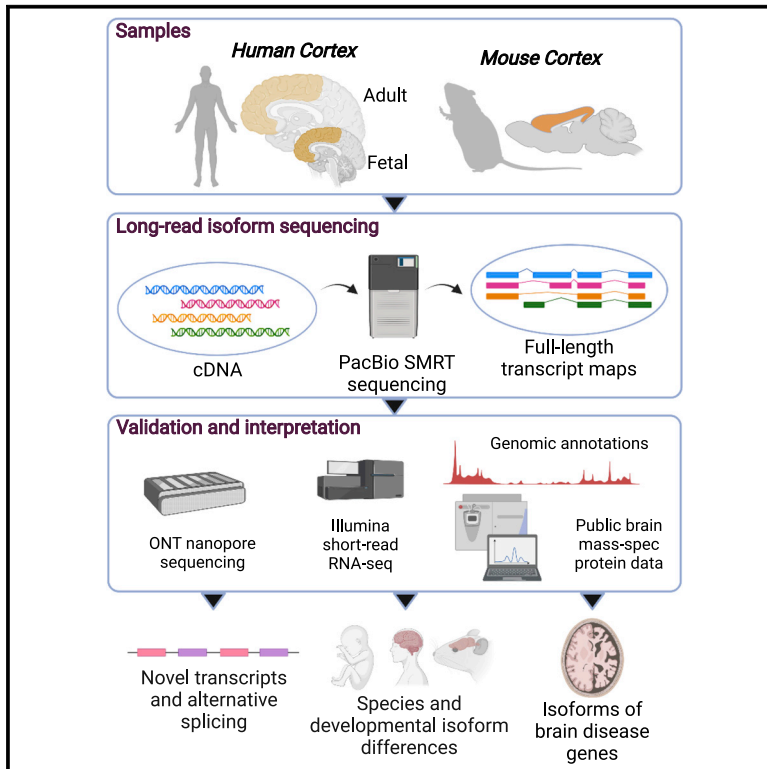 Samples
Human Cortex
Mouse Cortex
Adult
Fetal
Long-read isoform sequencing
cDNA
PacBio SMRT
sequencing
Full-length
transcript maps
Validation and interpretation
Genomic annotations
ONT nanopore
sequencing
Illumina
short-read
RNA-seq
Public brain
mass-spec
protein data
Novel transcripts
and alternative
splicing
Species and
developmental isoform
differences
Isoforms of
brain disease
genes